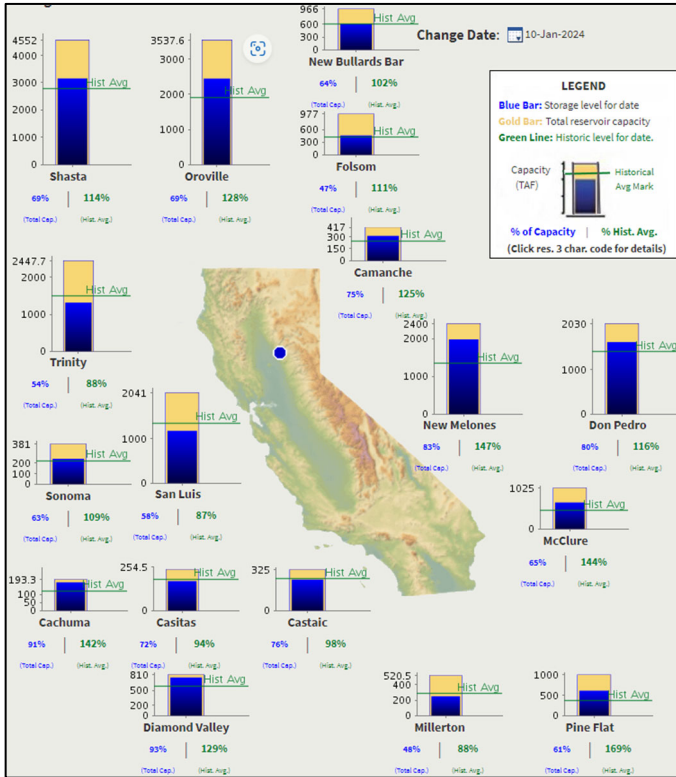 Change Date: 10-Jan-2024
LEGEND
Blue Bar: Storage level for date
Gold Bar: Total reservoir capacity
Green Line: Historic level for date.
Capacity
(TAF)
Historical
Avg Mark
% of Capacity | % Hist. Avg.
(Click res. 3 char. code for details)
4552
4000
3000
2000
1000
0
Hist Avg
Shasta
69% | 114%
(Total Cap.) (Hist. Avg.)
3537.6
3000
2000
1000
0
Hist Avg
Oroville
69% | 128%
(Total Cap.) (Hist. Avg.)
966
600
300
0
Hist Avg
New Bullards Bar
64% | 102%
(Total Cap.) (Hist. Avg.)
977
600
300
0
Hist Avg
Folsom
47% | 111%
(Total Cap.) (Hist. Avg.)
417
300
150
0
Hist Avg
Camanche
75% | 125%
(Total Cap.) (Hist. Avg.)
2447.7
2000
1000
0
Hist Avg
Trinity
54% | 88%
(Total Cap.) (Hist. Avg.)
2400
2000
1000
0
Hist Avg
New Melones
83% | 147%
(Total Cap.) (Hist. Avg.)
2030
1000
0
Hist Avg
Don Pedro
80% | 116%
(Total Cap.) (Hist. Avg.)
381
200
100
0
Hist Avg
Sonoma
63% | 109%
(Total Cap.) (Hist. Avg.)
2041
1000
0
Hist Avg
San Luis
58% | 87%
(Total Cap.) (Hist. Avg.)
1025
500
0
Hist Avg
McClure
65% | 144%
(Total Cap.) (Hist. Avg.)
193.3
100
50
0
Hist Avg
Cachuma
91% | 142%
(Total Cap.) (Hist. Avg.)
254.5
0
Hist Avg
Casitas
72% | 94%
(Total Cap.) (Hist. Avg.)
325
0
Hist Avg
Castaic
76% | 98%
(Total Cap.) (Hist. Avg.)
810
500
200
0
Hist Avg
Diamond Valley
93% | 129%
(Total Cap.) (Hist. Avg.)
520.5
400
200
0
Hist Avg
Millerton
48% | 88%
(Total Cap.) (Hist. Avg.)
1000
500
0
Hist Avg
Pine Flat
61% | 169%
(Total Cap.) (Hist. Avg.)